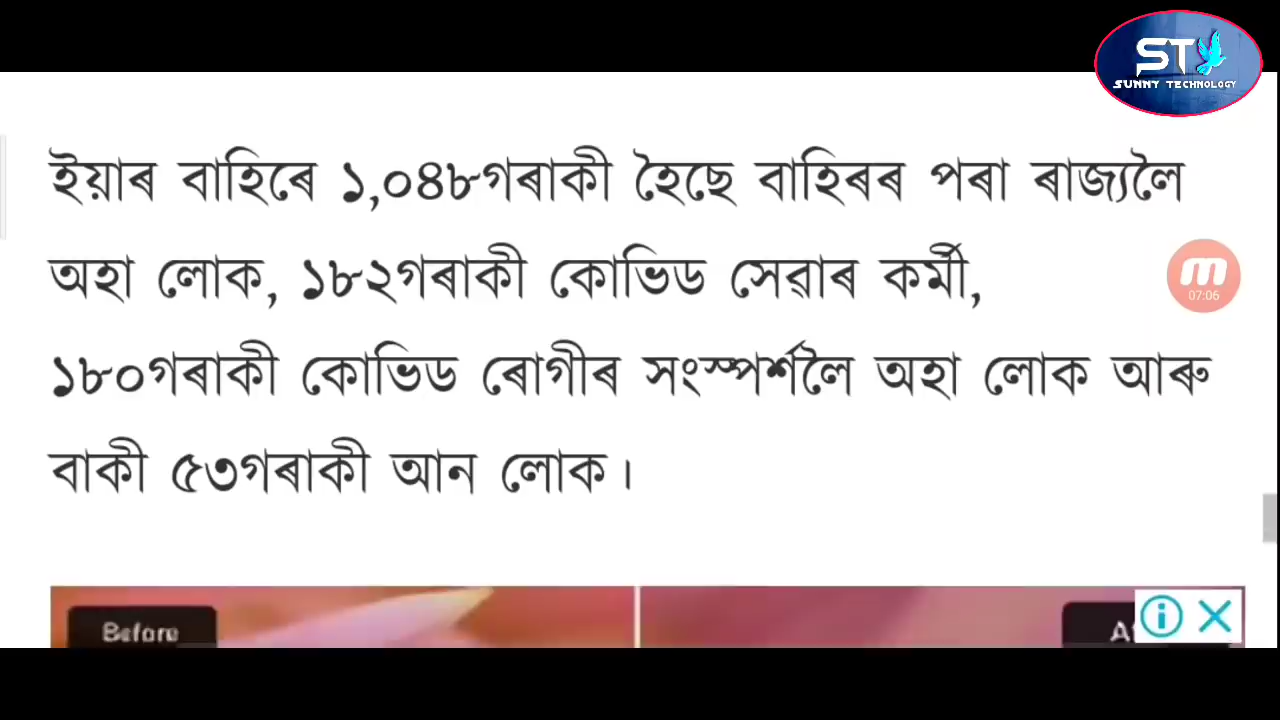 ST
SUNNY TECHNOLOGY
ইয়াৰ বাহিৰে ১,০৪৮গৰাকী হৈছে বাহিৰৰ পৰা ৰাজ্যলৈ
অহা লোক, ১৮২গৰাকী কোভিড সেৱাৰ কৰ্মী,
07:06
১৮০গৰাকী কোভিড ৰোগীৰ সংস্পৰ্শলৈ অহা লোক আৰু
বাকী ৫৩গৰাকী আন লোক।
Before